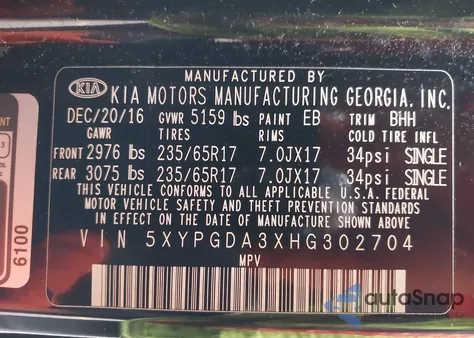 MANUFACTURED BY
KIA KIA MOTORS MANUFACTURING GEORGIA, INC.
DEC/20/16 GVWR 5159 lbs PAINT EB TRIM BHH
GAWR TIRES RIMS COLD TIRE INFL
FRONT 2976 lbs 235/65R17 7.0JX17 34psi SINGLE
REAR 3075 lbs 235/65R17 7.0JX17 34psi SINGLE
THIS VEHICLE CONFORMS TO ALL APPLICABLE U.S.A. FEDERAL
MOTOR VEHICLE SAFETY AND THEFT PREVENTION STANDARDS
IN EFFECT ON THE DATE OF MANUFACTURE SHOWN ABOVE.
VIN 5XYPGDA3XHG302704
MPV
6100
autoSnap